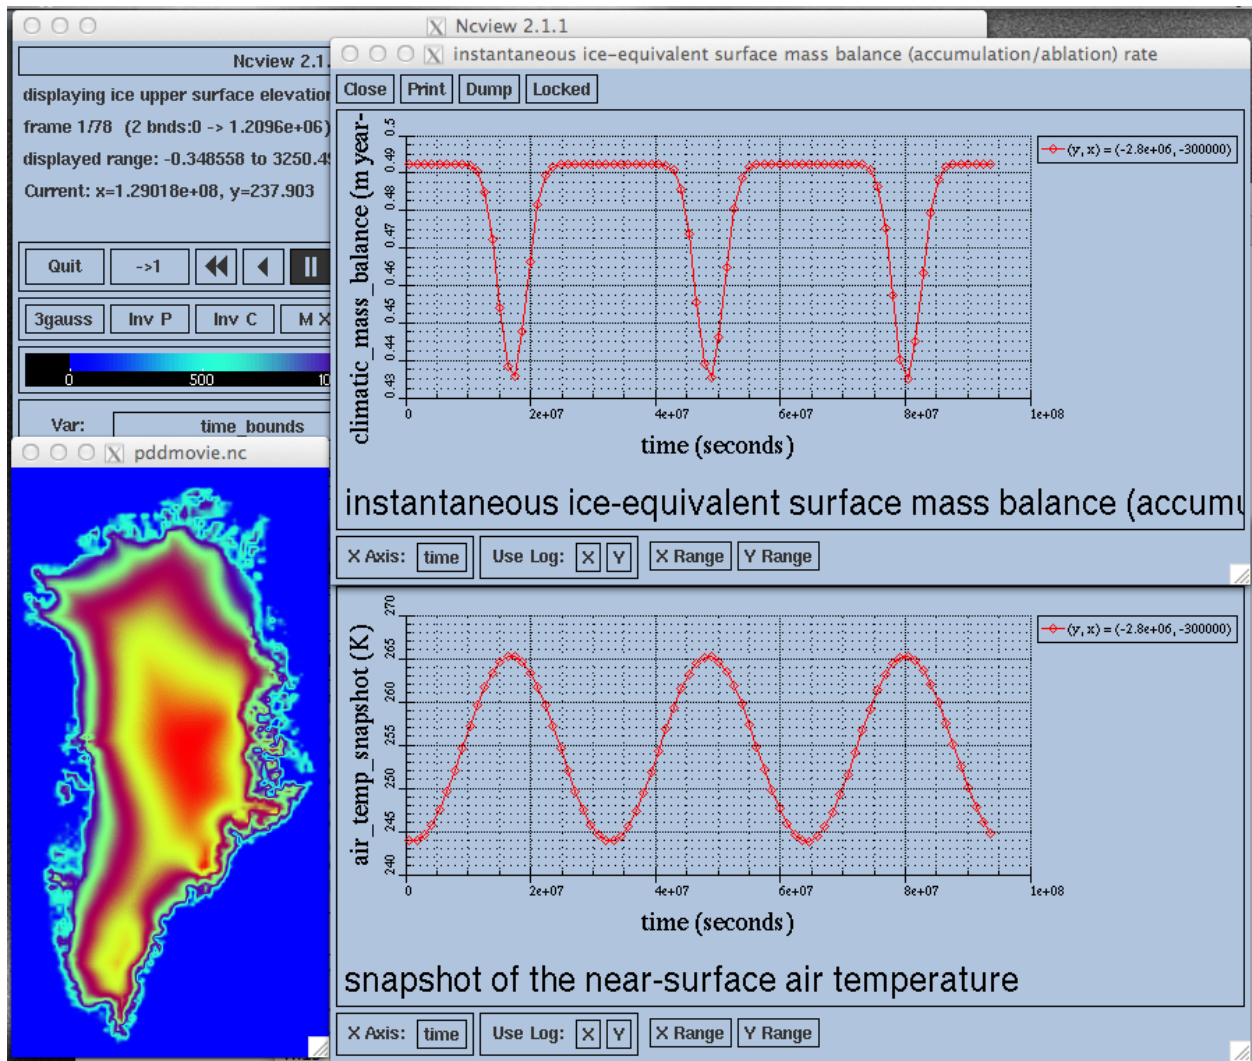 Ncview 2.1.1
Ncview 2.1.
displaying ice upper surface elevation
frame 1/78 (2 bnds:0 -> 1.2096e+06)
displayed range: -0.348558 to 3250.49
Current: x=1.29018e+08, y=237.903
Quit ->1
3gauss Inv P Inv C M X
0 500 10
Var: time_bounds
pddmovie.nc
instantaneous ice-equivalent surface mass balance (accumulation/ablation) rate
Close Print Dump Locked
climatic_mass_balance (m year-
0.5
0.49
0.48
0.47
0.46
0.45
0.44
0.43
0 2e+07 4e+07 6e+07 8e+07 1e+08
time (seconds)
(y, x) = (-2.8e+06, -300000)
instantaneous ice-equivalent surface mass balance (accumu
X Axis: time Use Log: X Y X Range Y Range
air_temp_snapshot (K)
270
265
260
255
250
245
240
0 2e+07 4e+07 6e+07 8e+07 1e+08
time (seconds)
(y, x) = (-2.8e+06, -300000)
snapshot of the near-surface air temperature
X Axis: time Use Log: X Y X Range Y Range